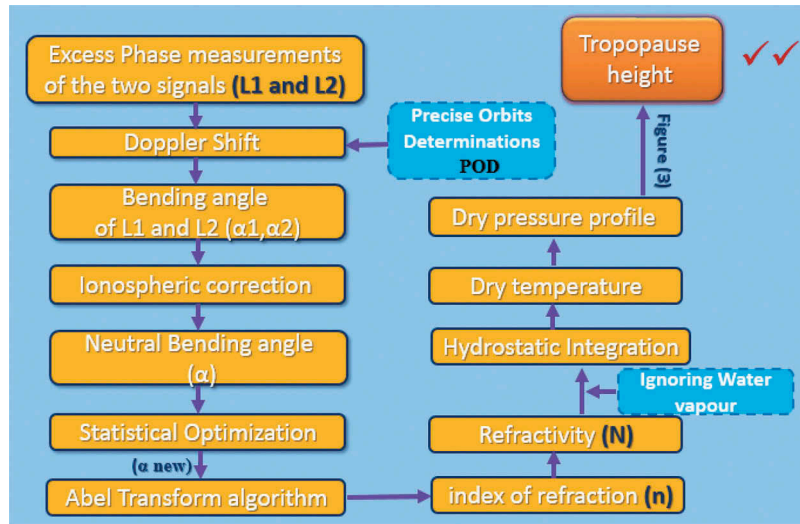 Excess Phase measurements
of the two signals (L1 and L2)
Doppler Shift
Precise Orbits
Determinations
POD
Bending angle
of L1 and L2 (α1,α2)
Ionospheric correction
Neutral Bending angle
(α)
Statistical Optimization
(α new)
Abel Transform algorithm
index of refraction (n)
Refractivity (N)
Ignoring Water
vapour
Hydrostatic Integration
Dry temperature
Dry pressure profile
Figure (3)
Tropopause
height